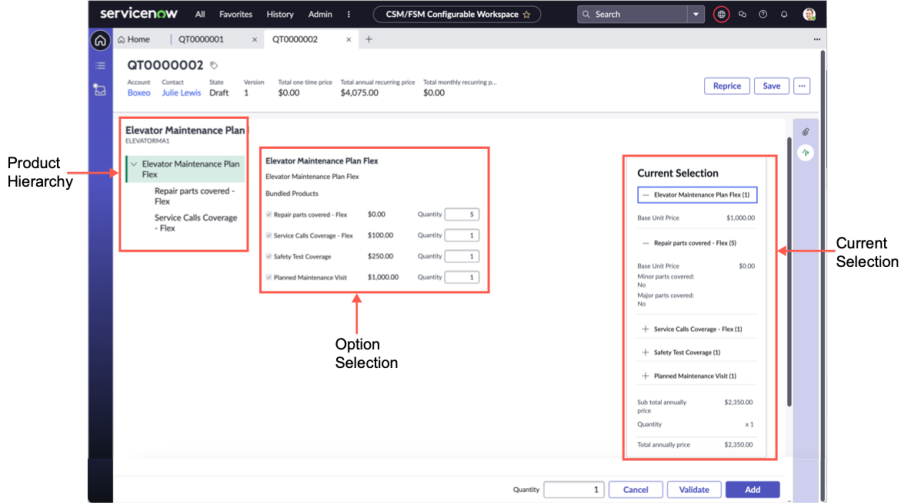 servicenow All Favorites History Admin CSM/FSM Configurable Workspace Search
Home QT0000001 × QT0000002 × +
QT0000002
Account Contact State Version Total one time price Total annual recurring price Total monthly recurring p...
Boxeo Julie Lewis Draft 1 $0.00 $4,075.00 $0.00
Reprice Save ...
Product
Hierarchy
Elevator Maintenance Plan
ELEVATORMA1
Elevator Maintenance Plan
Flex
Repair parts covered -
Flex
Service Calls Coverage
- Flex
Elevator Maintenance Plan Flex
Elevator Maintenance Plan Flex
Bundled Products
Repair parts covered - Flex $0.00 Quantity 5
Service Calls Coverage - Flex $100.00 Quantity 1
Safety Test Coverage $250.00 Quantity 1
Planned Maintenance Visit $1,000.00 Quantity 1
Option
Selection
Current Selection
— Elevator Maintenance Plan Flex (1)
Base Unit Price $1,000.00
— Repair parts covered - Flex (5)
Base Unit Price $0.00
Minor parts covered:
No
Major parts covered:
No
+ Service Calls Coverage - Flex (1)
+ Safety Test Coverage (1)
+ Planned Maintenance Visit (1)
Sub total annually
price
$2,350.00
Quantity x 1
Total annually price $2,350.00
Current
Selection
Quantity 1 Cancel Validate Add